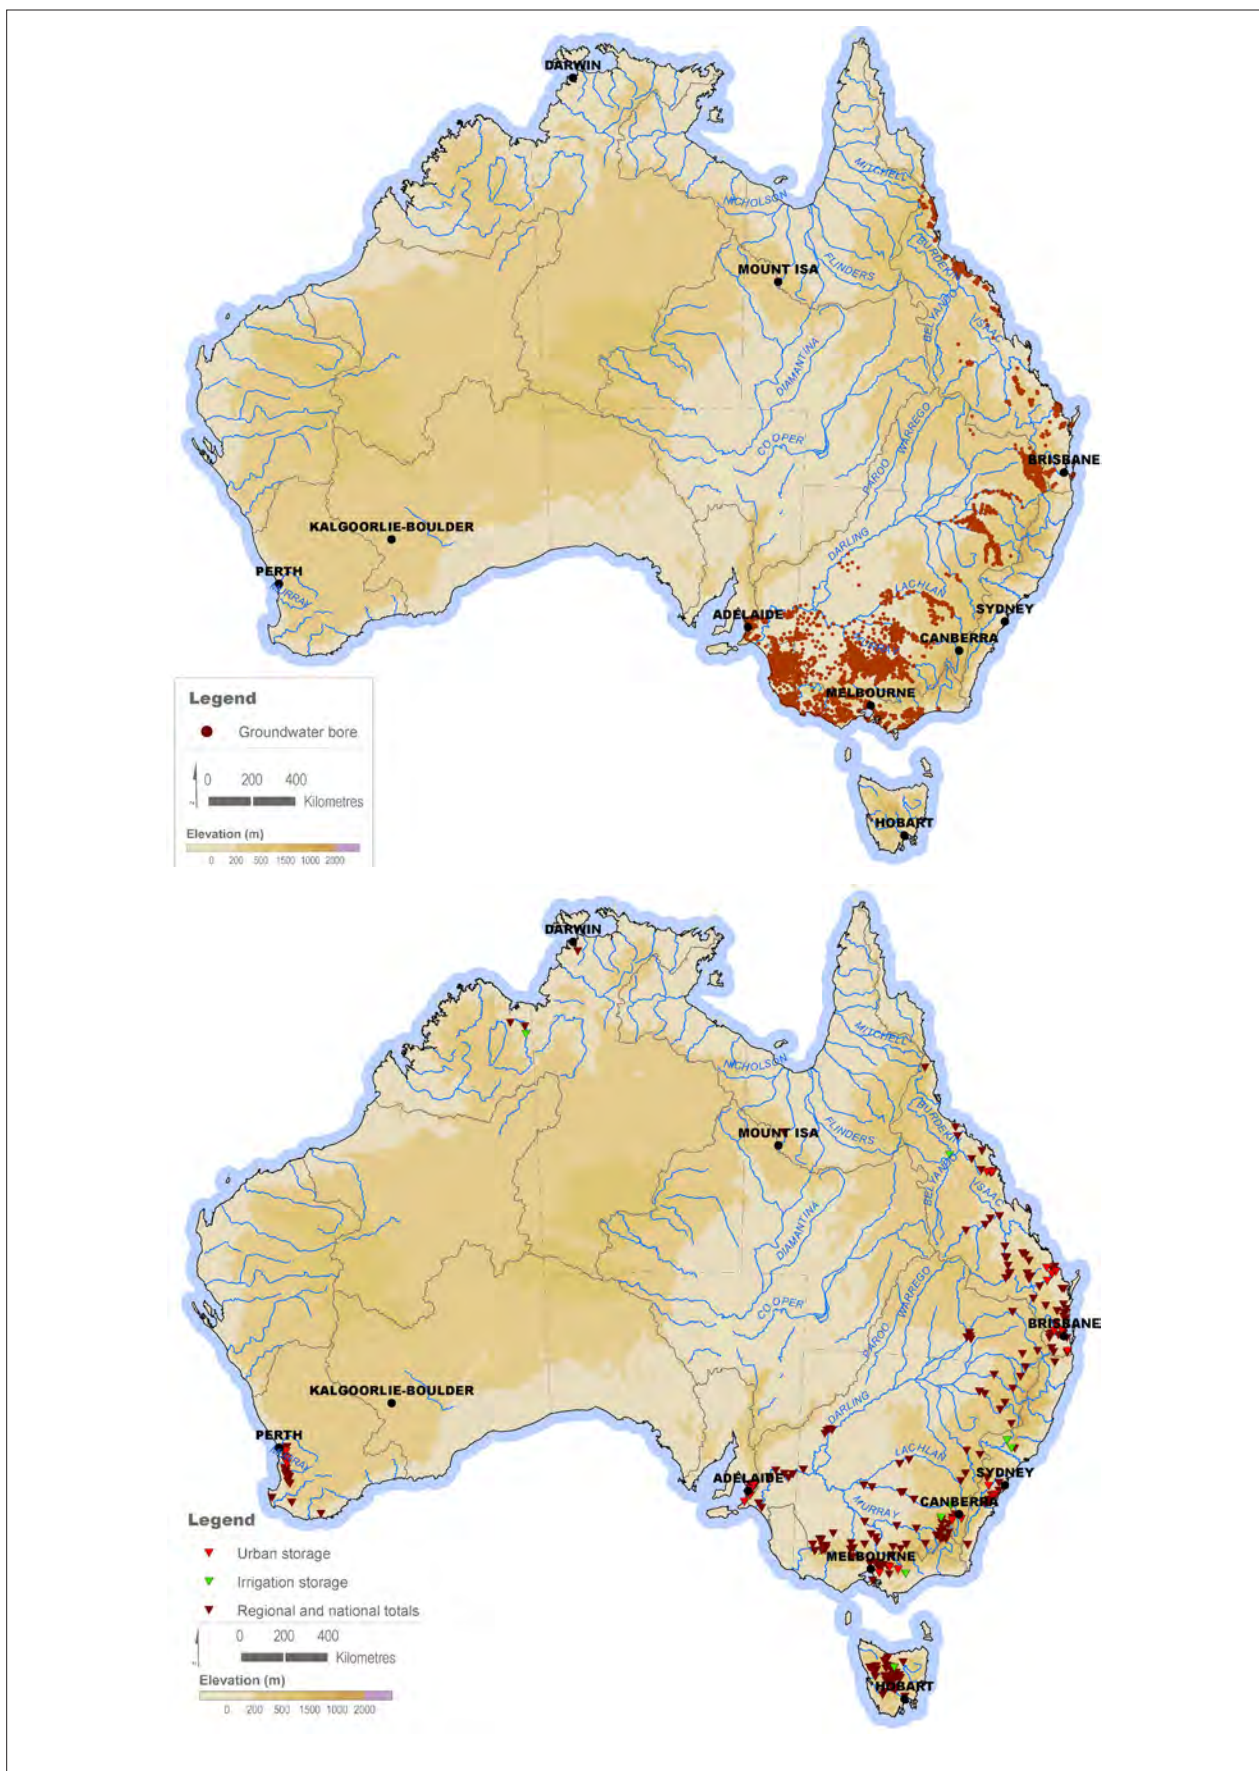 DARWIN
MITCHELL
NICHOLSON
BURDEKIN
FLINDERS
MOUNT ISA
BELYANDO
ISAAC
DIAMANTINA
WARREGO
COOPER
PAROO
BRISBANE
KALGOORLIE-BOULDER
DARLING
PERTH
LACHLAN
SYDNEY
ADELAIDE
CANBERRA
MELBOURNE
HOBART
Legend
Groundwater bore
0 200 400
Kilometres
Elevation (m)
0 200 500 1500 1000 2000
DARWIN
MITCHELL
NICHOLSON
BURDEKIN
FLINDERS
MOUNT ISA
BELYANDO
ISAAC
DIAMANTINA
WARREGO
COOPER
PAROO
BRISBANE
KALGOORLIE-BOULDER
DARLING
PERTH
LACHLAN
SYDNEY
ADELAIDE
CANBERRA
MURRAY
MELBOURNE
HOBART
Legend
Urban storage
Irrigation storage
Regional and national totals
0 200 400
Kilometres
Elevation (m)
0 200 500 1500 1000 2000